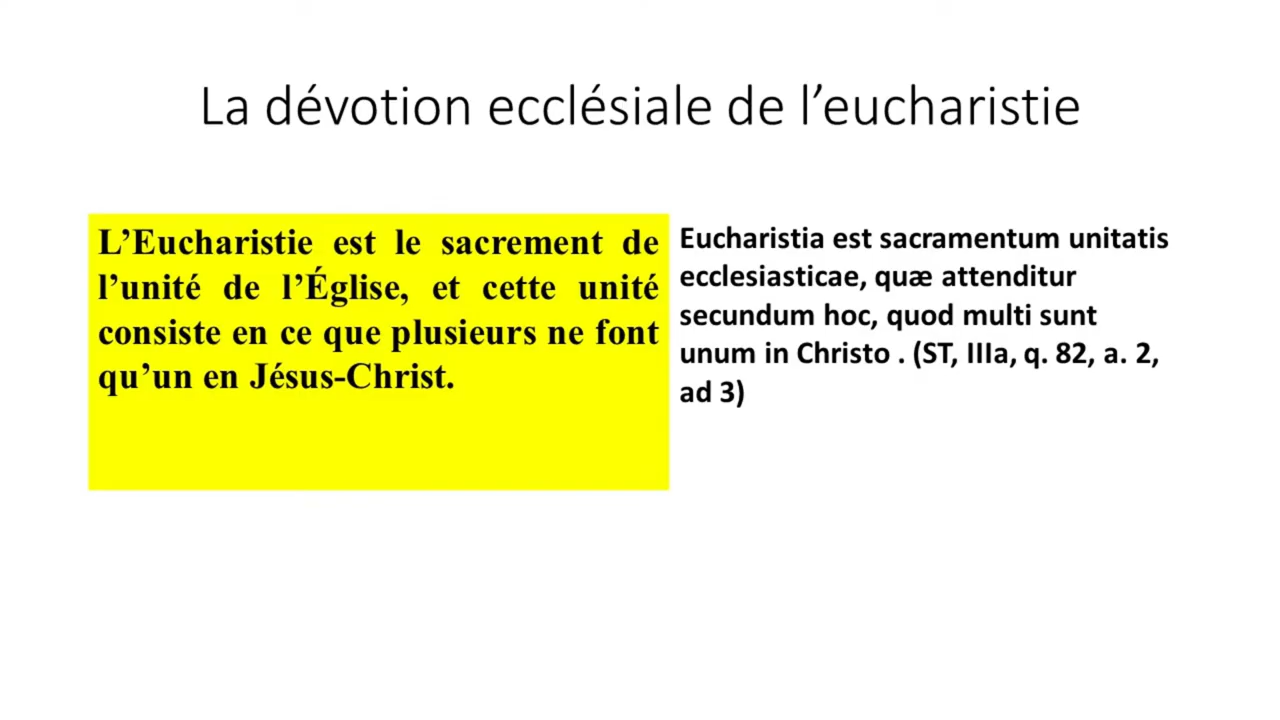 La dévotion ecclésiale de l’eucharistie
L’Eucharistie est le sacrement de
l’unité de l’Église, et cette unité
consiste en ce que plusieurs ne font
qu’un en Jésus-Christ.
Eucharistia est sacramentum unitatis
ecclesiasticae, quæ attenditur
secundum hoc, quod multi sunt
unum in Christo . (ST, IIIa, q. 82, a. 2,
ad 3)